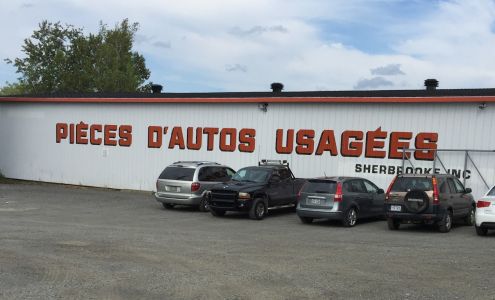 PIÈCES D'AUTOS USAGÉES
SHERBROOKE INC